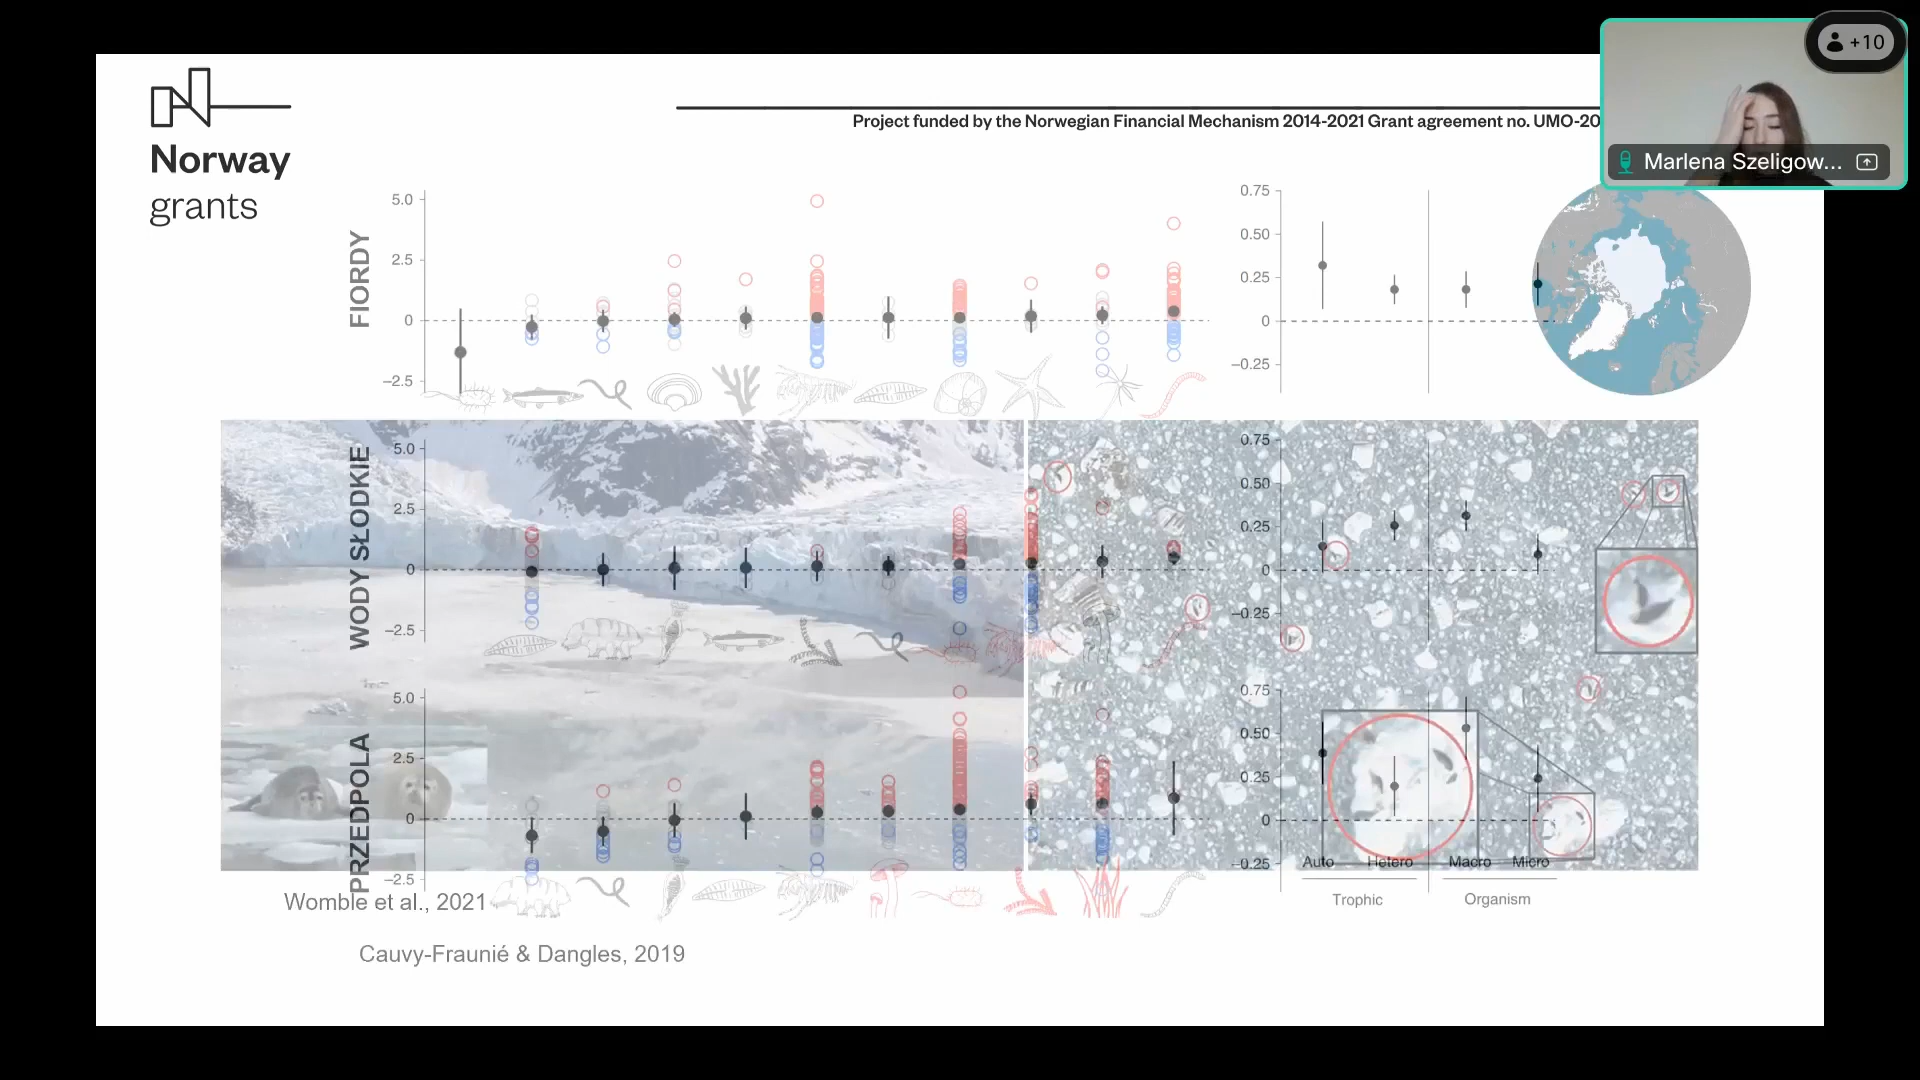 +10
Marlena Szeligow...
Norway
grants
Project funded by the Norwegian Financial Mechanism 2014-2021 Grant agreement no. UMO-20
FIORDY
5.0
2.5
0
−2.5
0.75
0.50
0.25
0
−0.25
WODY SŁODKIE
5.0
2.5
0
−2.5
0.75
0.50
0.25
0
−0.25
PRZEDPOLA
5.0
2.5
0
−2.5
0.75
0.50
0.25
0
−0.25
Auto
Hetero
Macro
Micro
Trophic
Organism
Womble et al., 2021
Cauvy-Fraunié & Dangles, 2019